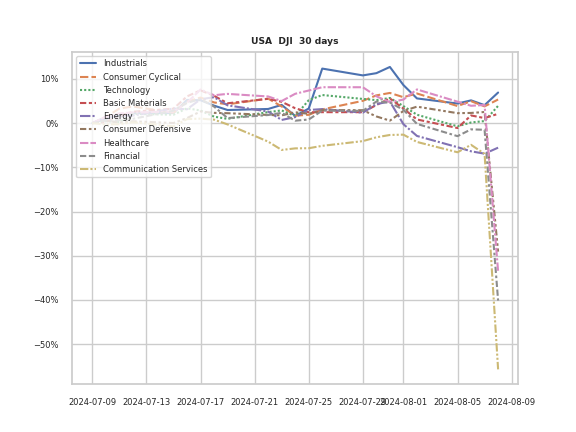 USA DJI 30 days
Industrials
Consumer Cyclical
Technology
Basic Materials
Energy
Consumer Defensive
Healthcare
Financial
Communication Services
10%
0%
−10%
−20%
−30%
−40%
−50%
2024-07-09 2024-07-13 2024-07-17 2024-07-21 2024-07-25 2024-07-29 2024-08-01 2024-08-05 2024-08-09